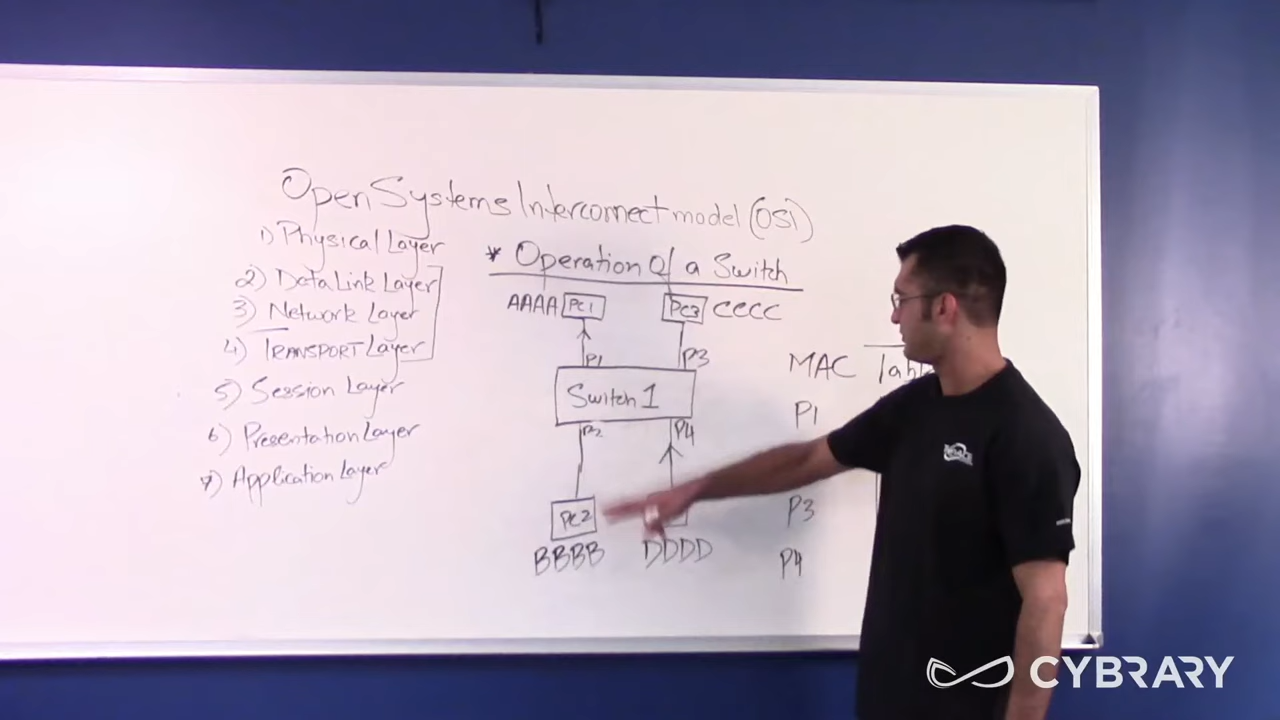 Open Systems Interconnect model (OSI)
1) Physical Layer
2) Data Link Layer
3) Network Layer
4) TRANSPORT Layer
5) Session Layer
6) Presentation Layer
7) Application Layer
* Operation Of a Switch
AAAA PC1
PC3 CCCC
P1
P3
Switch 1
P2
P4
PC2
BBBB
DDDD
MAC Tabl
P1
P3
P4
CYBRARY